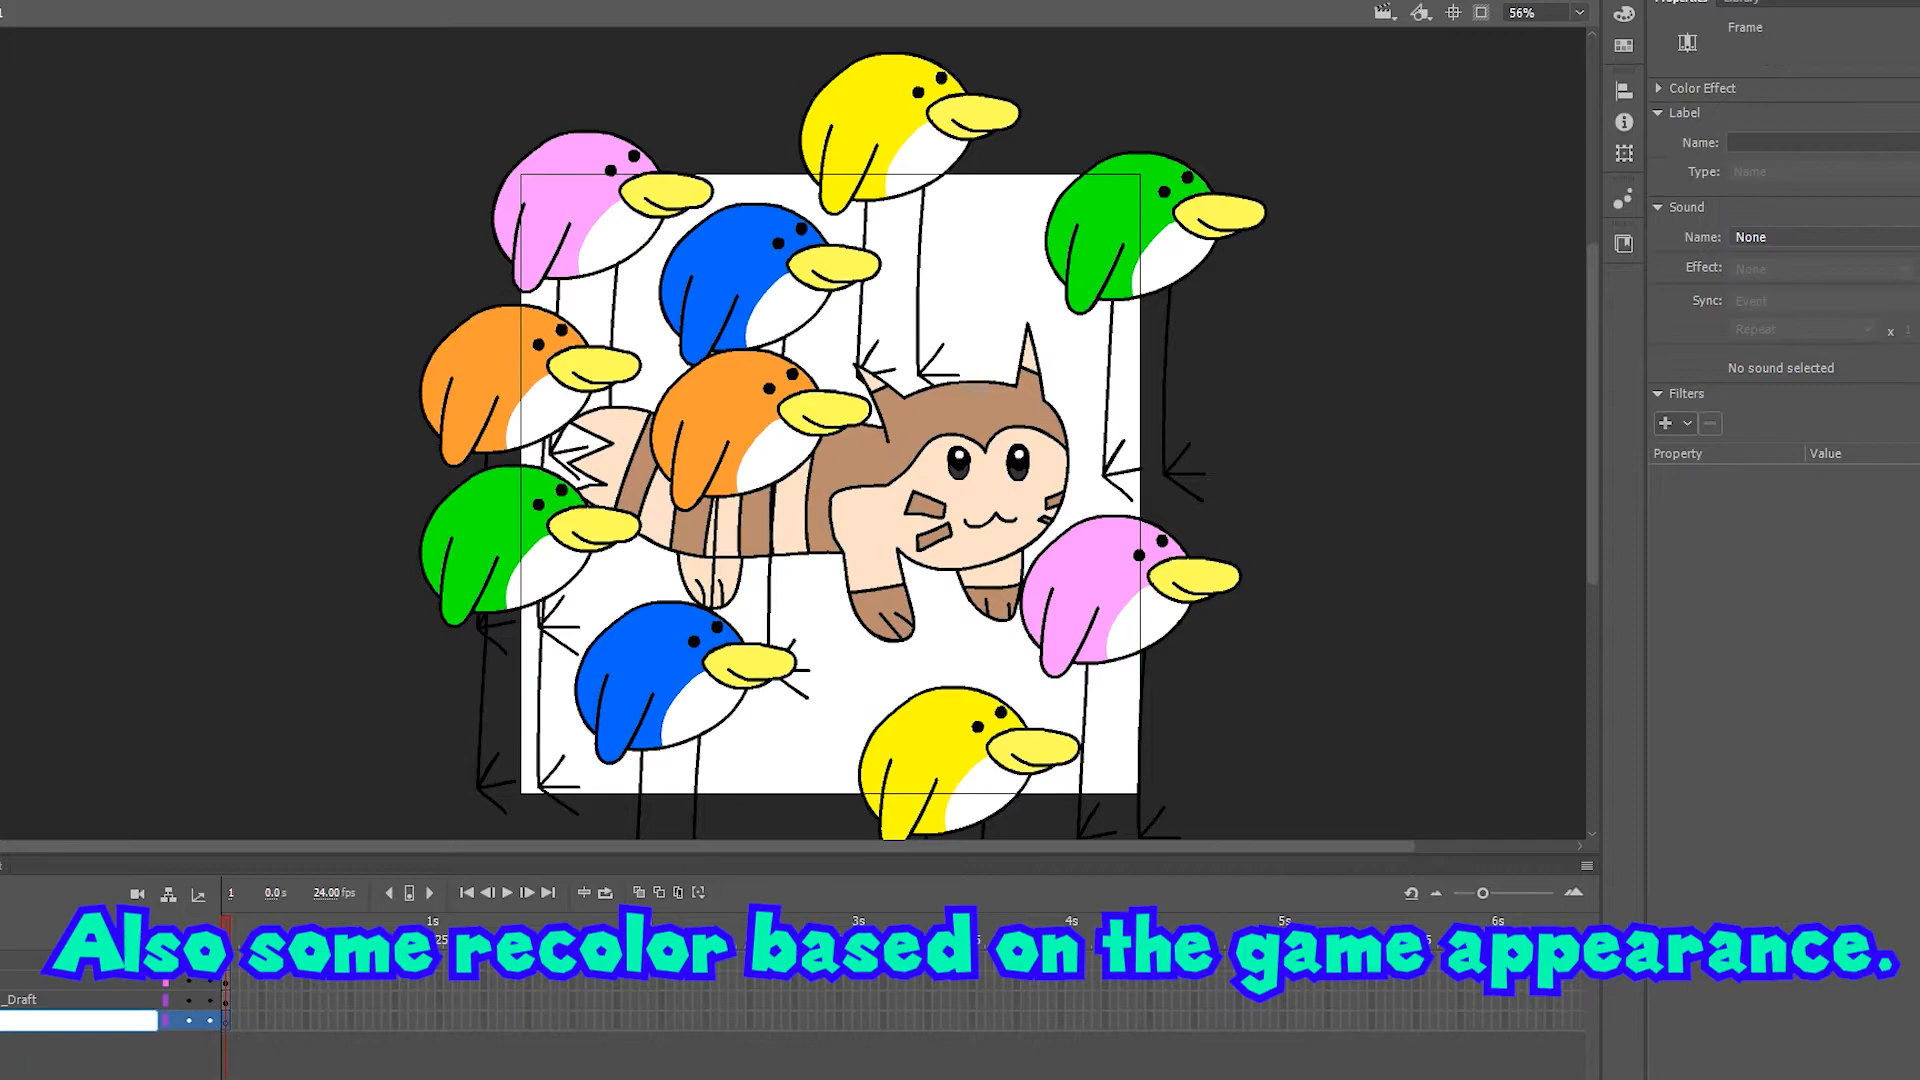 56%
Frame
Color Effect
Label
Name:
Type: Name
Sound
Name: None
Effect: None
Sync: Event
Repeat x 1
No sound selected
Filters
Property Value
1 0.0 s 24.00 fps
1s 3s 4s 5s 6s
25
Also some recolor based on the game appearance.
_Draft